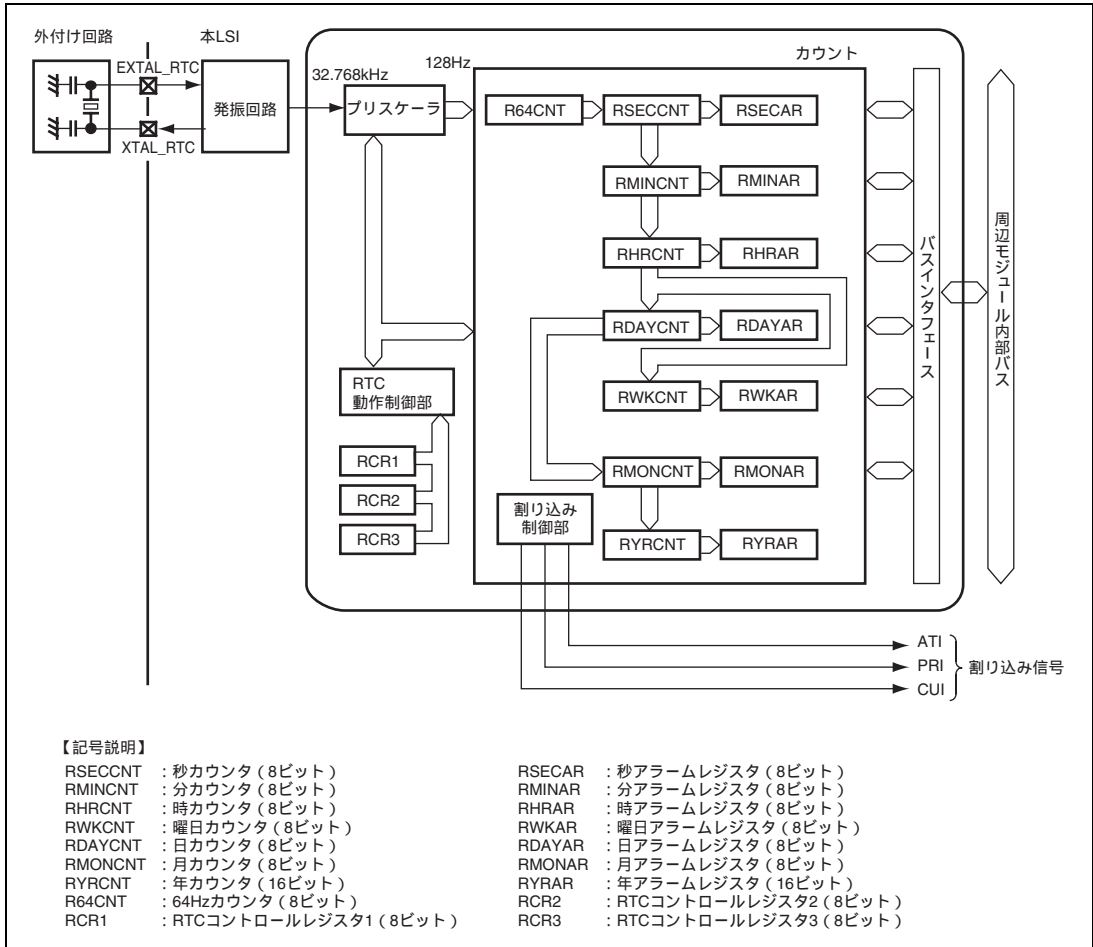 外付け回路
本LSI
EXTAL_RTC
XTAL_RTC
発振回路
32.768kHz
プリスケーラ
128Hz
カウント
R64CNT
RSECCNT
RSECAR
RMINCNT
RMINAR
RHRCNT
RHRAR
RDAYCNT
RDAYAR
RWKCNT
RWKAR
RMONCNT
RMONAR
RYRCNT
RYRAR
RTC
動作制御部
RCR1
RCR2
RCR3
割り込み
制御部
バスインタフェース
周辺モジュール内部バス
ATI
PRI
CUI
割り込み信号
【記号説明】
RSECCNT :秒カウンタ(8ビット)
RMINCNT :分カウンタ(8ビット)
RHRCNT :時カウンタ(8ビット)
RWKCNT :曜日カウンタ(8ビット)
RDAYCNT :日カウンタ(8ビット)
RMONCNT :月カウンタ(8ビット)
RYRCNT :年カウンタ(16ビット)
R64CNT :64Hzカウンタ(8ビット)
RCR1 :RTCコントロールレジスタ1(8ビット)
RSECAR :秒アラームレジスタ(8ビット)
RMINAR :分アラームレジスタ(8ビット)
RHRAR :時アラームレジスタ(8ビット)
RWKAR :曜日アラームレジスタ(8ビット)
RDAYAR :日アラームレジスタ(8ビット)
RMONAR :月アラームレジスタ(8ビット)
RYRAR :年アラームレジスタ(16ビット)
RCR2 :RTCコントロールレジスタ2(8ビット)
RCR3 :RTCコントロールレジスタ3(8ビット)